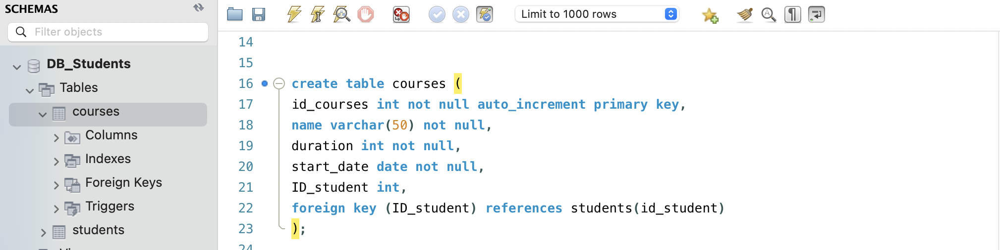 SCHEMAS
Filter objects
DB_Students
Tables
courses
Columns
Indexes
Foreign Keys
Triggers
students
Limit to 1000 rows
14
15
16 create table courses (
17 id_courses int not null auto_increment primary key,
18 name varchar(50) not null,
19 duration int not null,
20 start_date date not null,
21 ID_student int,
22 foreign key (ID_student) references students(id_student)
23 );
24